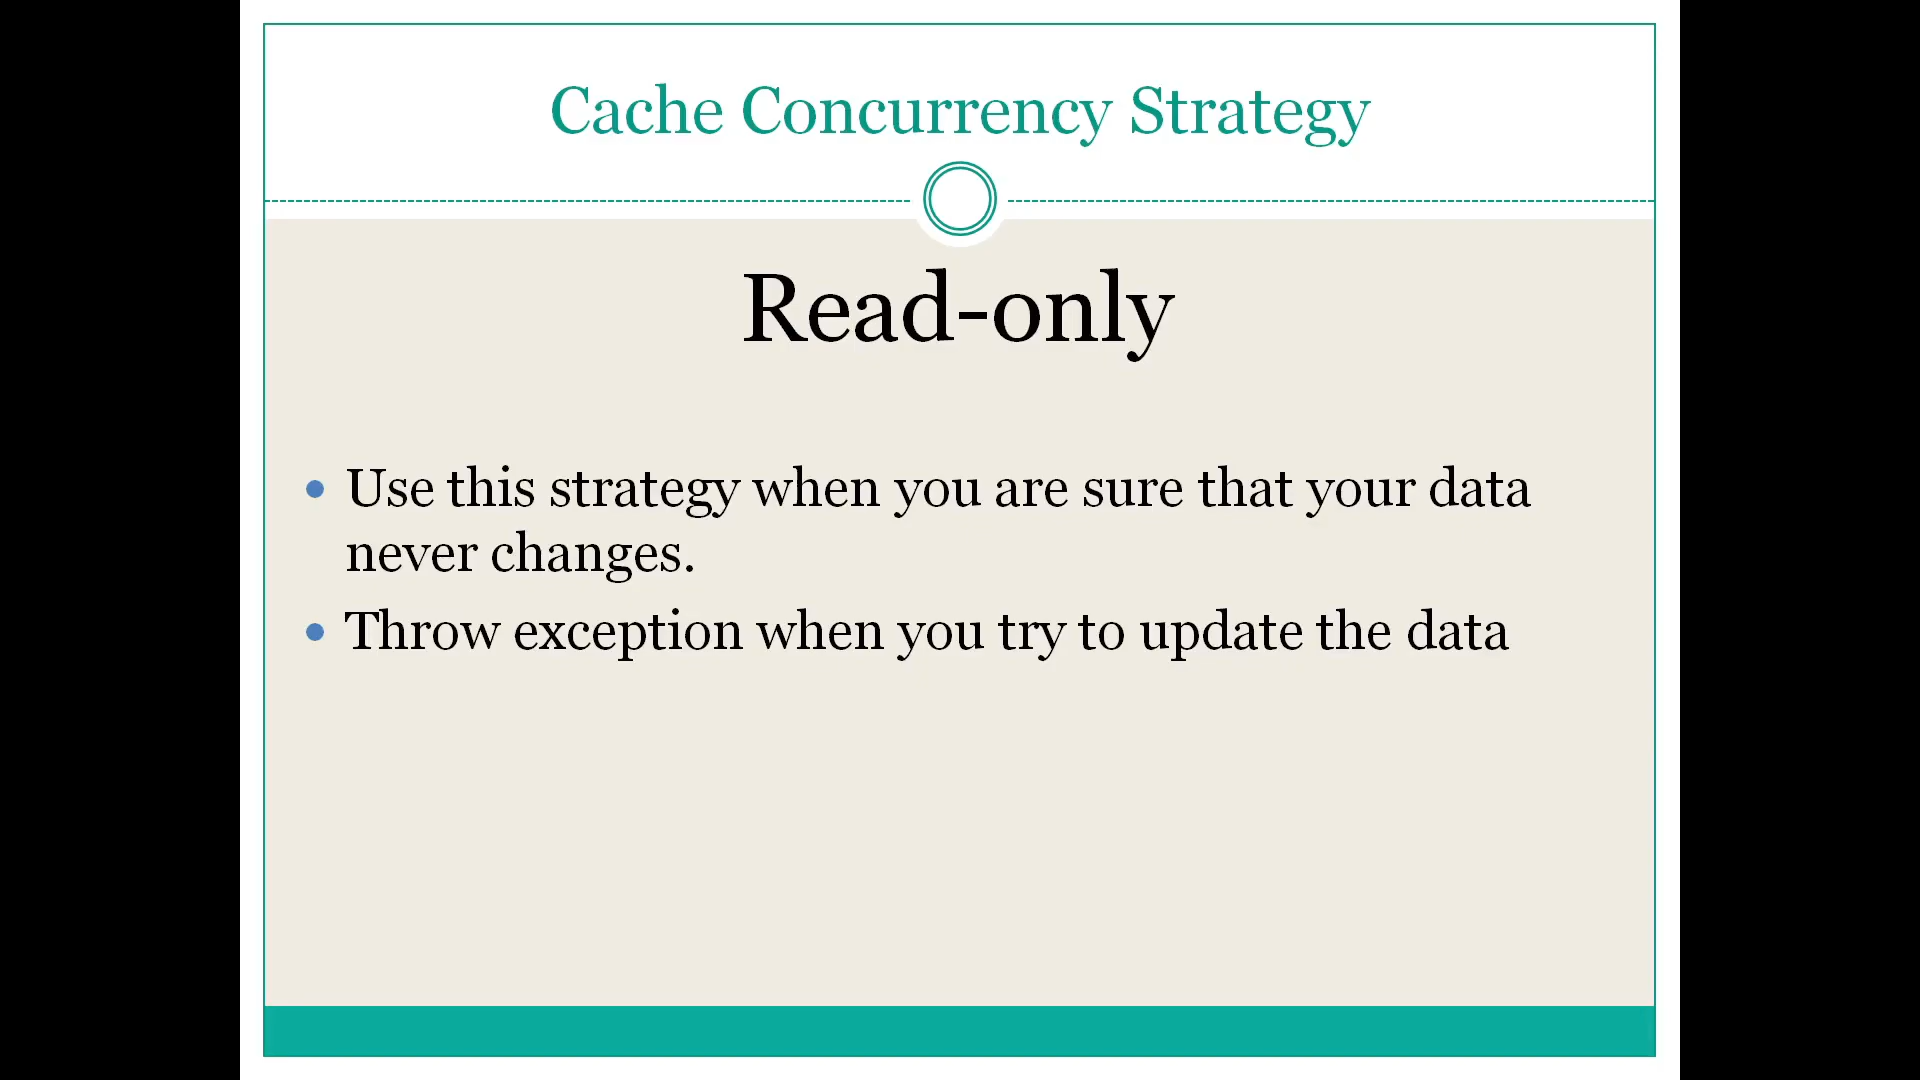 Cache Concurrency Strategy
Read-only
Use this strategy when you are sure that your data
never changes.
Throw exception when you try to update the data